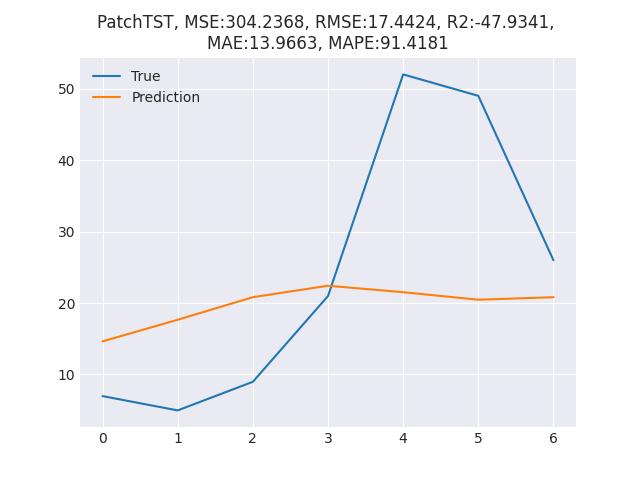 PatchTST, MSE:304.2368, RMSE:17.4424, R2:-47.9341,
MAE:13.9663, MAPE:91.4181
True
Prediction
50
40
30
20
10
0 1 2 3 4 5 6